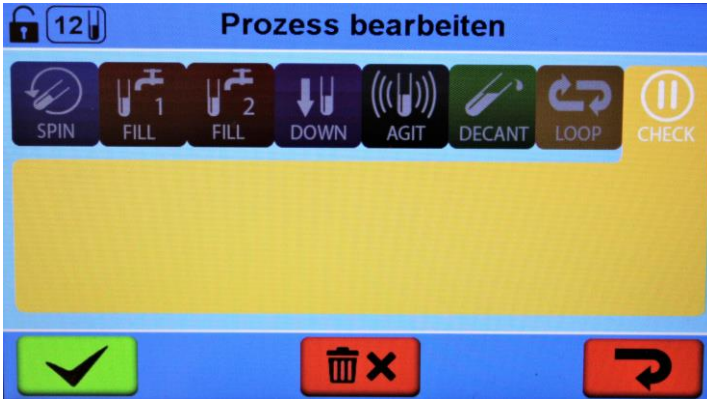 12 Prozess bearbeiten
1 2
SPIN FILL FILL DOWN AGIT DECANT LOOP CHECK